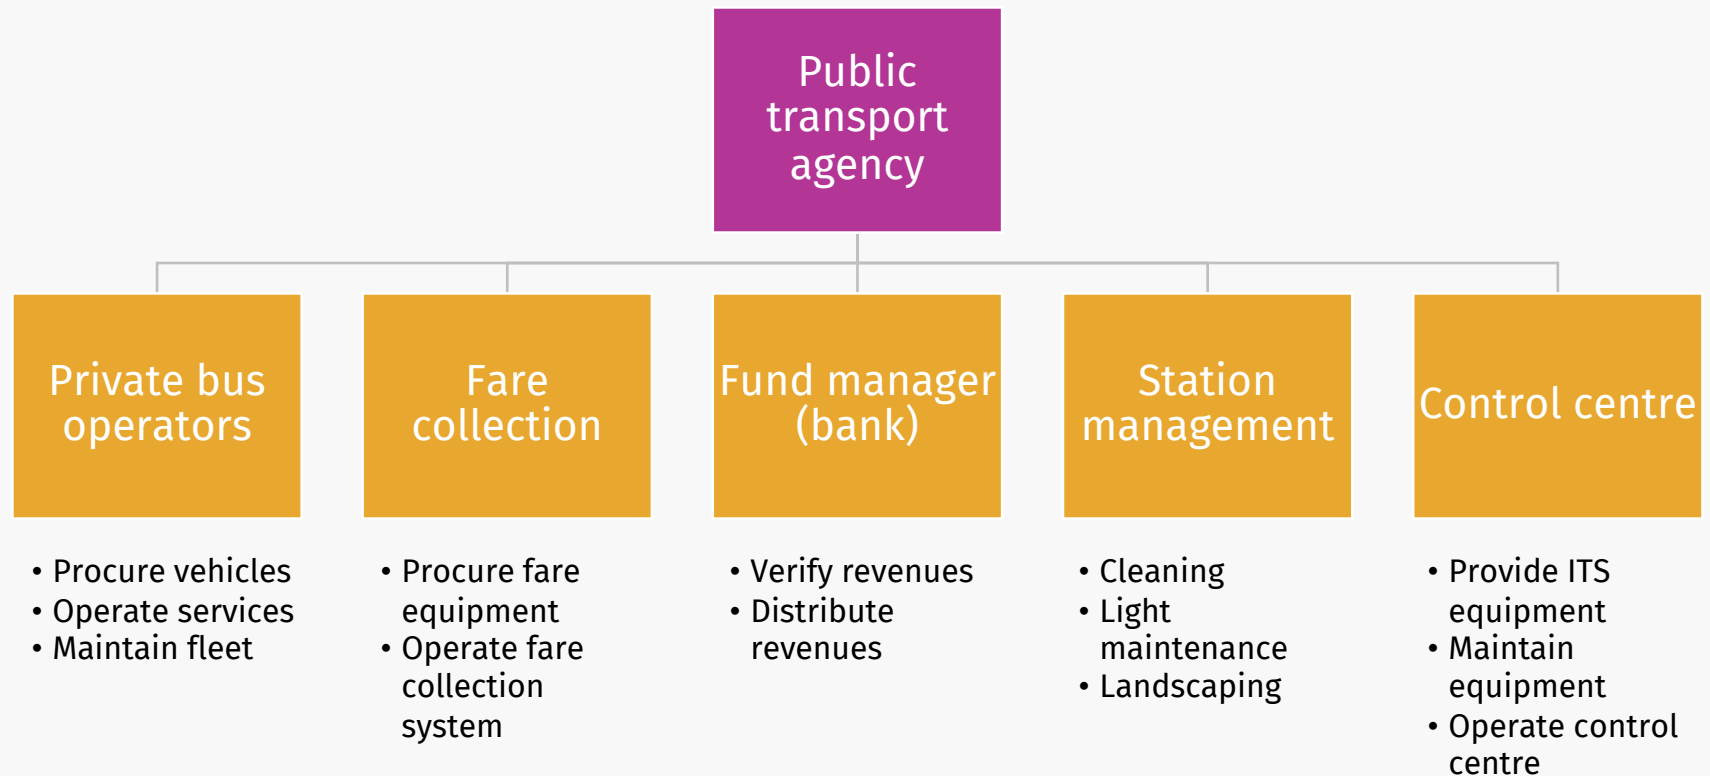 Public
transport
agency
Private bus
operators
Fare
collection
Fund manager
(bank)
Station
management
Control centre
• Procure vehicles
• Operate services
• Maintain fleet
• Procure fare
equipment
• Operate fare
collection
system
• Verify revenues
• Distribute
revenues
• Cleaning
• Light
maintenance
• Landscaping
• Provide ITS
equipment
• Maintain
equipment
• Operate control
centre